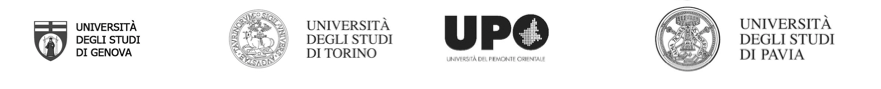 UNIVERSITÀ
DEGLI STUDI
DI GENOVA
UNIVERSITÀ
DEGLI STUDI
DI TORINO
UPO
UNIVERSITÀ DEL PIEMONTE ORIENTALE
UNIVERSITÀ
DEGLI STUDI
DI PAVIA